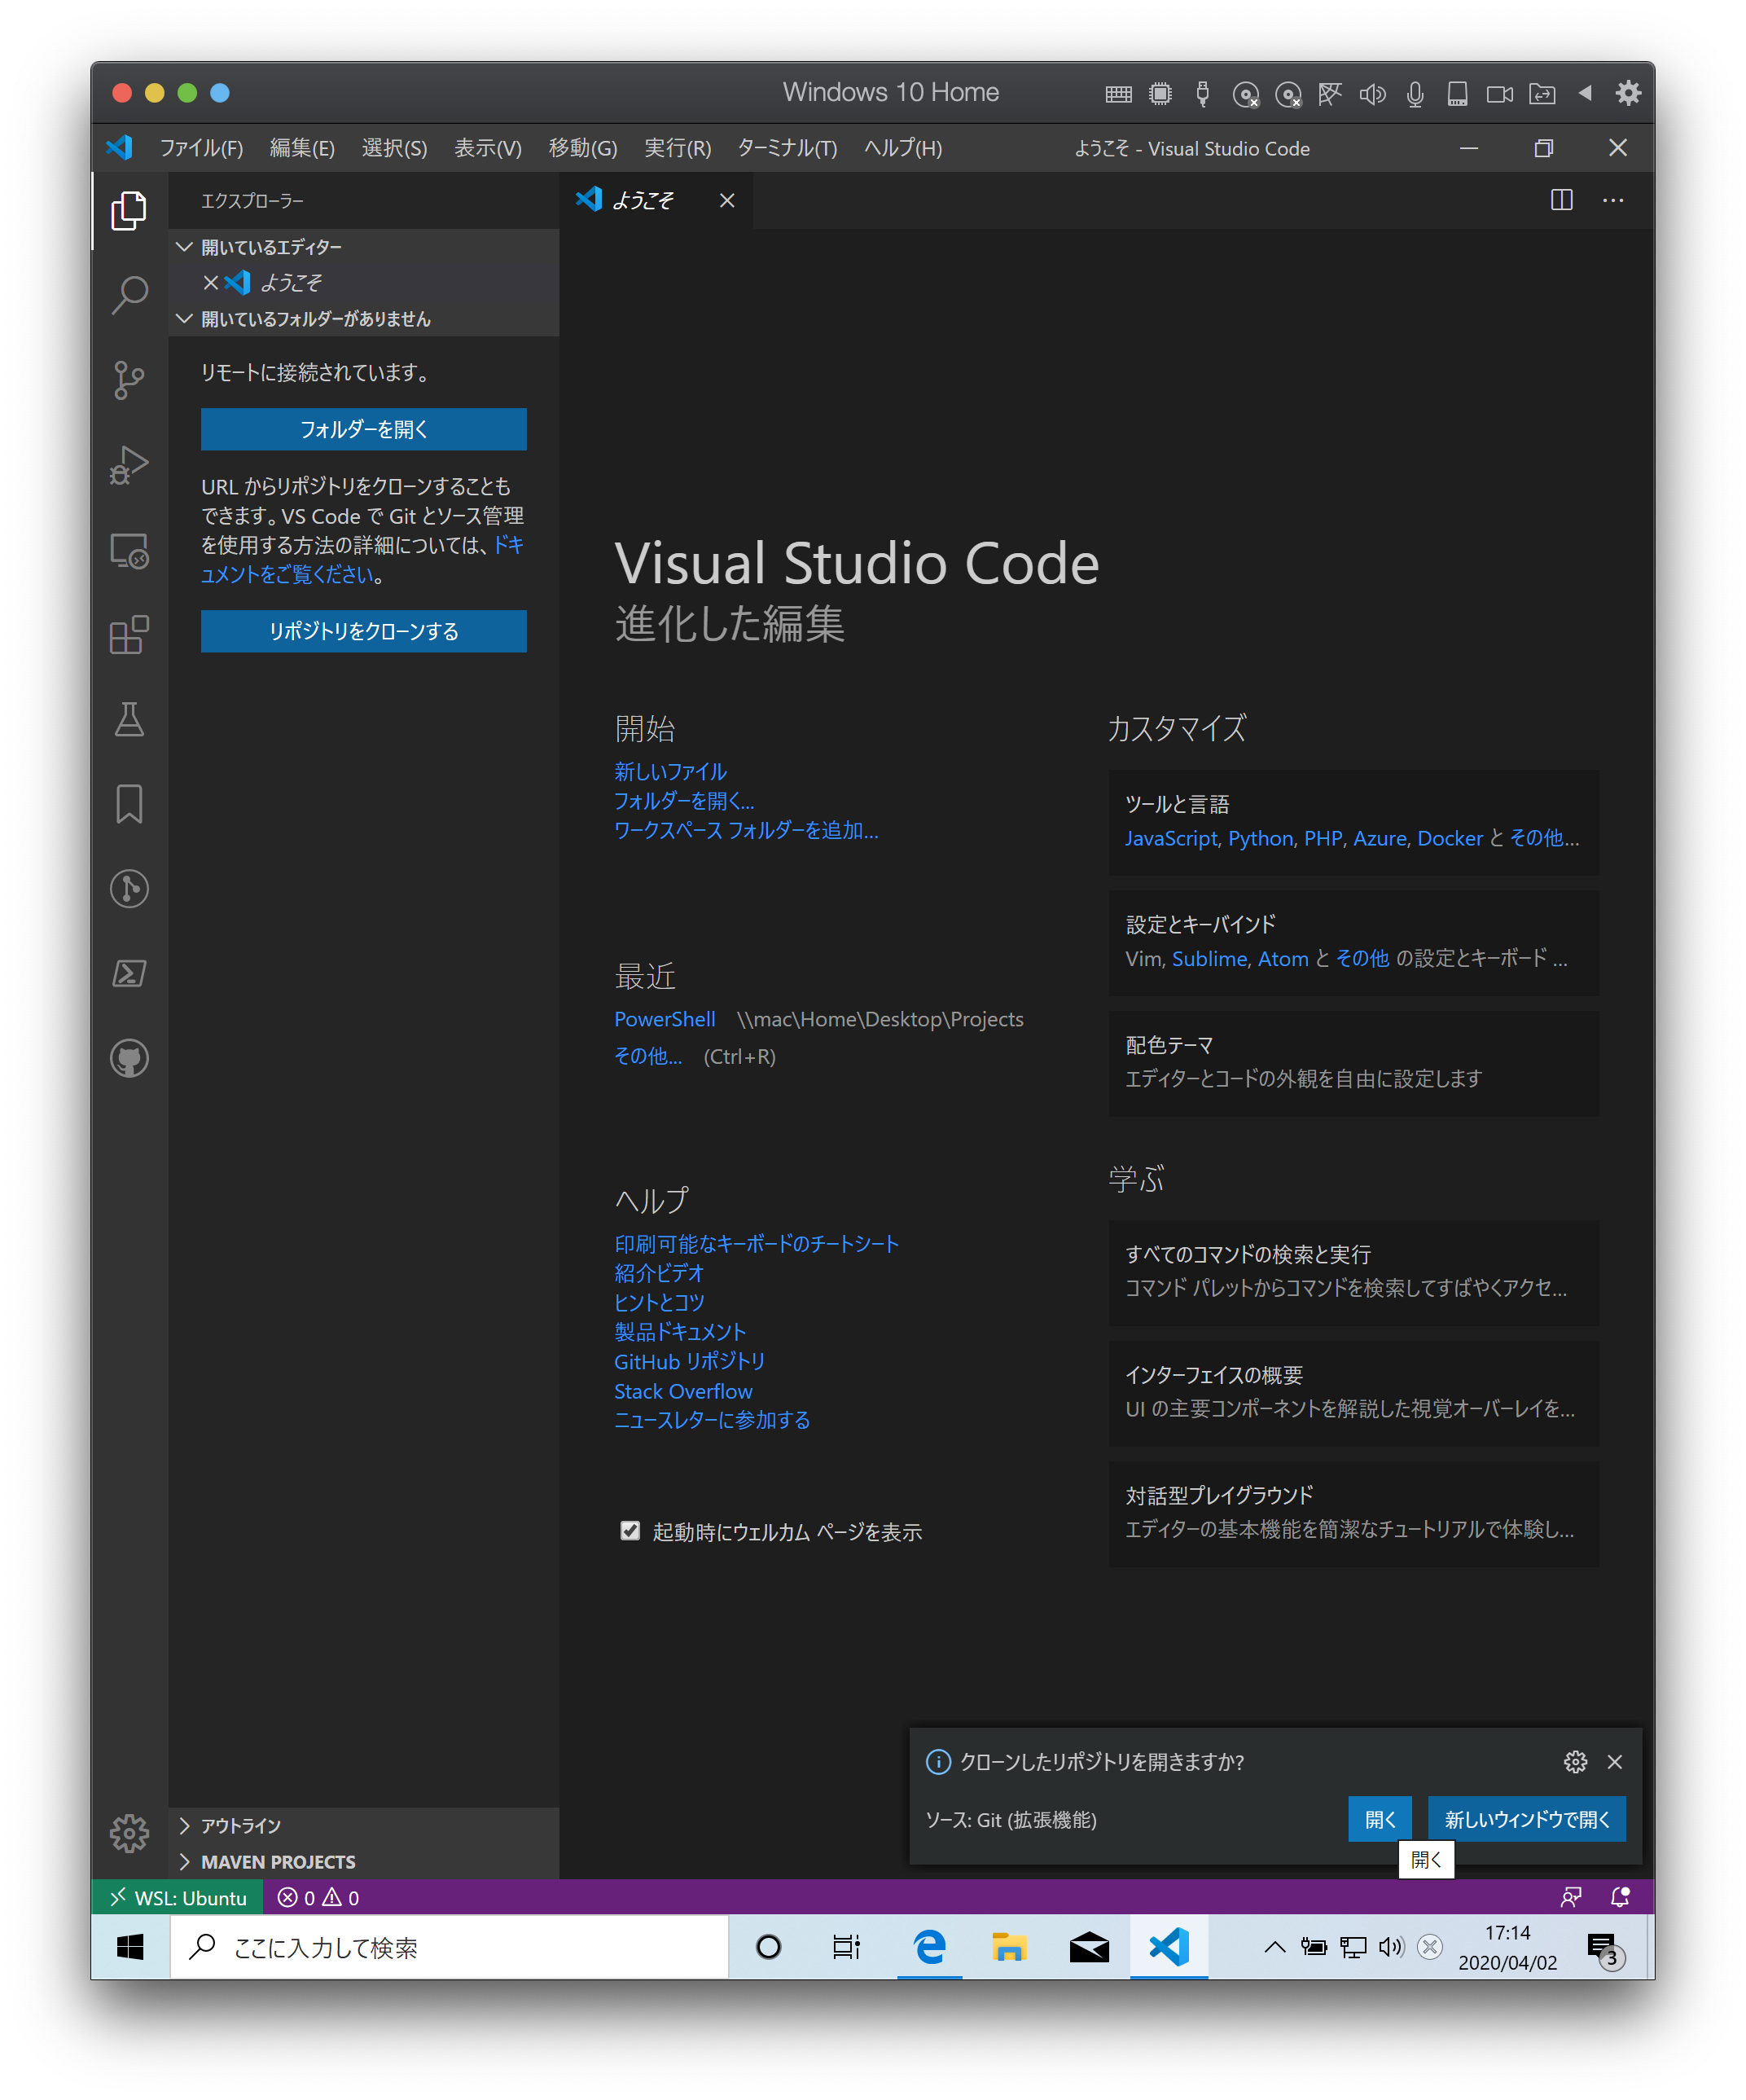 Windows 10 Home
ファイル(F) 編集(E) 選択(S) 表示(V) 移動(G) 実行(R) ターミナル(T) ヘルプ(H) ようこそ - Visual Studio Code
エクスプローラー
ようこそ
開いているエディター
ようこそ
開いているフォルダーがありません
リモートに接続されています。
フォルダーを開く
URL からリポジトリをクローンすることも
できます。VS Code で Git とソース管理
を使用する方法の詳細については、ドキ
ュメントをご覧ください。
リポジトリをクローンする
アウトライン
MAVEN PROJECTS
Visual Studio Code
進化した編集
開始
新しいファイル
フォルダーを開く...
ワークスペース フォルダーを追加...
最近
PowerShell \\mac\Home\Desktop\Projects
その他... (Ctrl+R)
ヘルプ
印刷可能なキーボードのチートシート
紹介ビデオ
ヒントとコツ
製品ドキュメント
GitHub リポジトリ
Stack Overflow
ニュースレターに参加する
起動時にウェルカム ページを表示
カスタマイズ
ツールと言語
JavaScript, Python, PHP, Azure, Docker と その他...
設定とキーバインド
Vim, Sublime, Atom と その他 の設定とキーボード ...
配色テーマ
エディターとコードの外観を自由に設定します
学ぶ
すべてのコマンドの検索と実行
コマンド パレットからコマンドを検索してすばやくアクセ...
インターフェイスの概要
UI の主要コンポーネントを解説した視覚オーバーレイを...
対話型プレイグラウンド
エディターの基本機能を簡潔なチュートリアルで体験し...
クローンしたリポジトリを開きますか?
ソース: Git (拡張機能) 開く 新しいウィンドウで開く
開く
WSL: Ubuntu 0 0
ここに入力して検索
17:14
2020/04/02
3